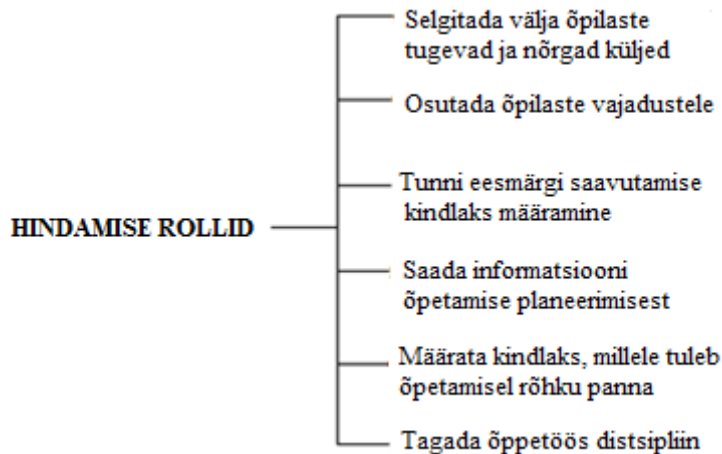 Selgitada välja õpilaste
tugevad ja nõrgad küljed
Osutada õpilaste vajadustele
Tunni eesmärgi saavutamise
kindlaks määramine
HINDAMISE ROLLID
Saada informatsiooni
õpetamise planeerimisest
Määrata kindlaks, millele tuleb
õpetamisel rõhku panna
Tagada õppetöös distsipliin